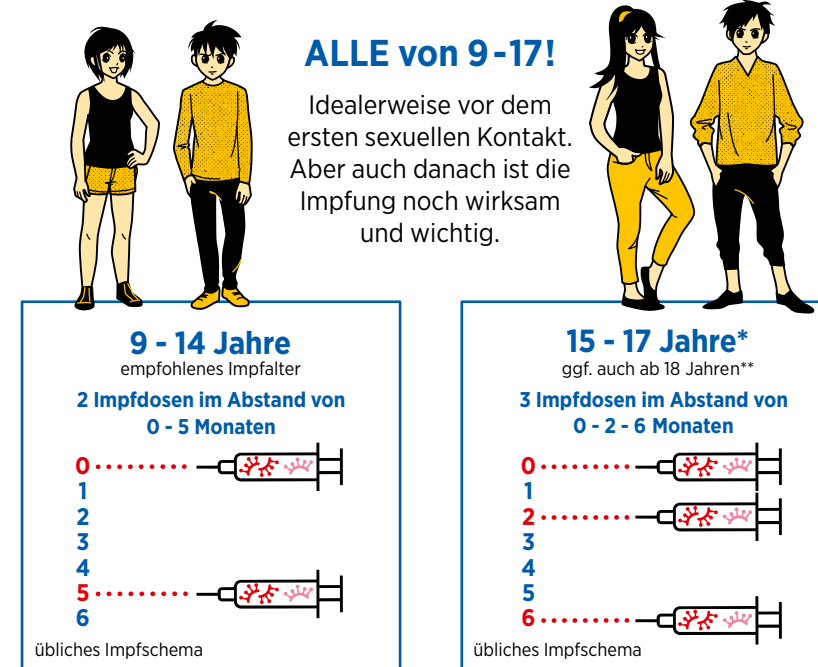 ALLE von 9-17!
Idealerweise vor dem
ersten sexuellen Kontakt.
Aber auch danach ist die
Impfung noch wirksam
und wichtig.
9 - 14 Jahre
empfohlenes Impfalter
2 Impfdosen im Abstand von
0 - 5 Monaten
0
1
2
3
4
5
6
übliches Impfschema
15 - 17 Jahre*
ggf. auch ab 18 Jahren**
3 Impfdosen im Abstand von
0 - 2 - 6 Monaten
0
1
2
3
4
5
6
übliches Impfschema